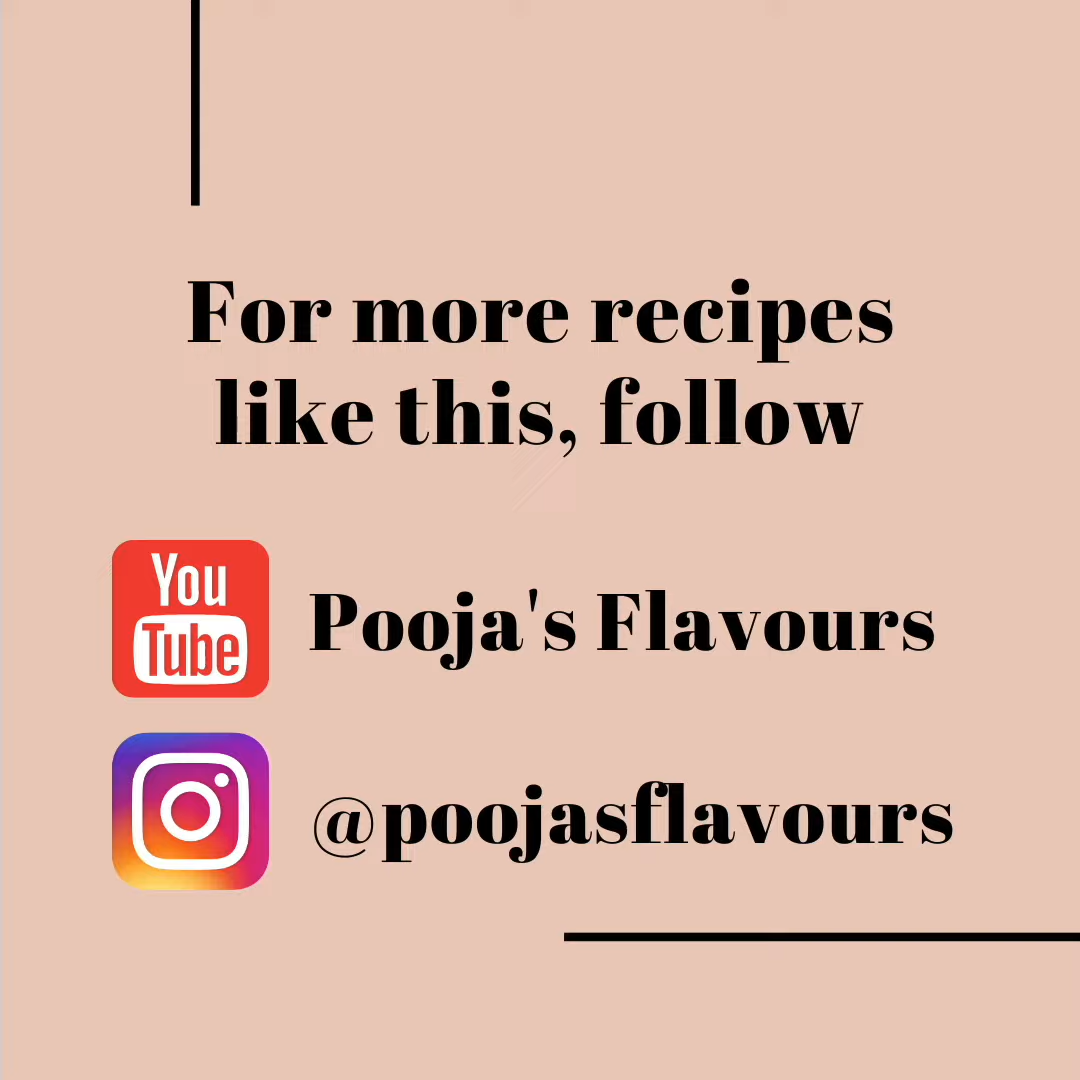 For more recipes
like this, follow
You
Tube
Pooja's Flavours
@poojasflavours